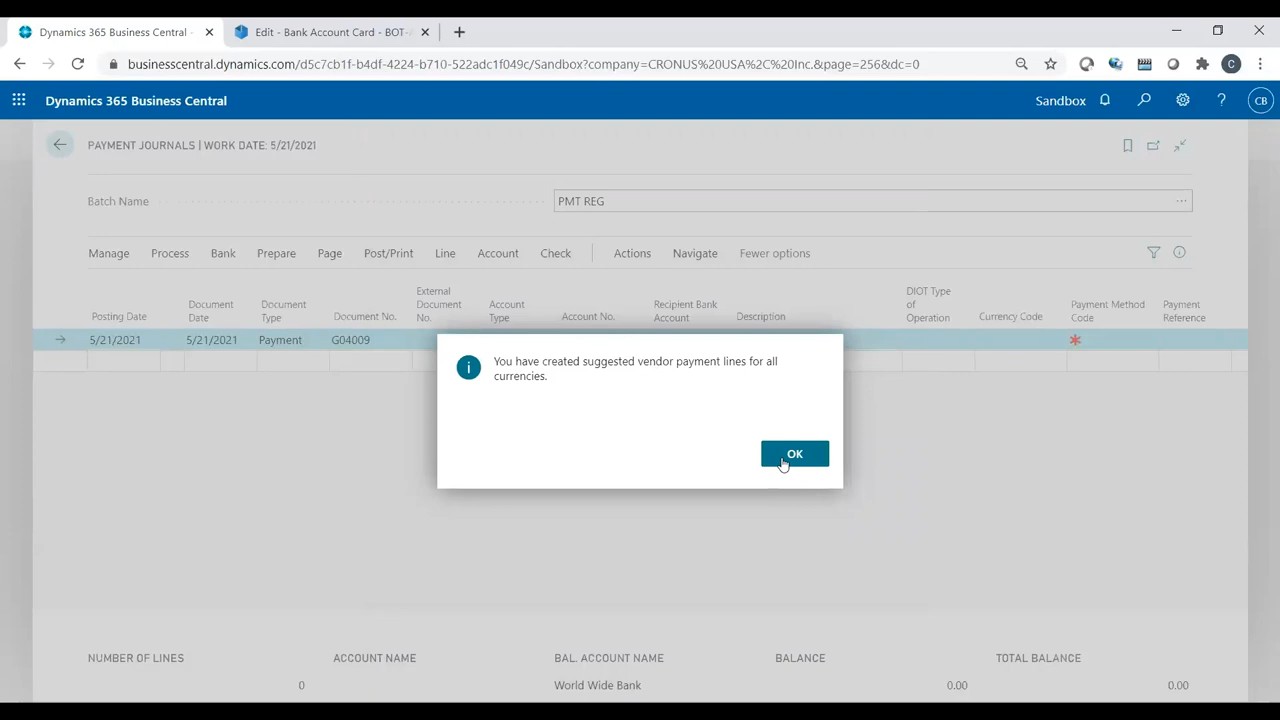 Dynamics 365 Business Central -
Edit - Bank Account Card - BOT-
businesscentral.dynamics.com/d5c7cb1f-b4df-4224-b710-522adc1f049c/Sandbox?company=CRONUS%20USA%2C%20Inc.&page=256&dc=0
C
Dynamics 365 Business Central
Sandbox
CB
PAYMENT JOURNALS | WORK DATE: 5/21/2021
Batch Name
PMT REG
Manage Process Bank Prepare Page Post/Print Line Account Check Actions Navigate Fewer options
Posting Date
Document
Date
Document
Type
Document No.
External
Document
No.
Account
Type
Account No.
Recipient Bank
Account
Description
DIOT Type
of
Operation
Currency Code
Payment Method
Code
Payment
Reference
5/21/2021 5/21/2021 Payment G04009
You have created suggested vendor payment lines for all
currencies.
OK
NUMBER OF LINES ACCOUNT NAME BAL. ACCOUNT NAME BALANCE TOTAL BALANCE
0 World Wide Bank 0.00 0.00